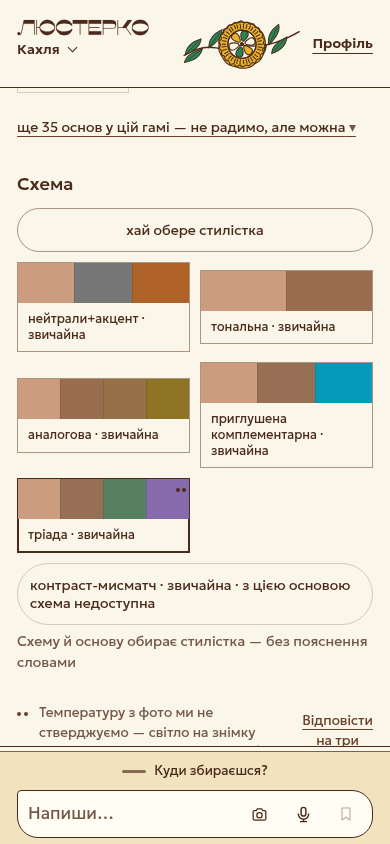 ЛЮСТЕРКО
Кахля
Профіль
ще 35 основ у цій гамі — не радимо, але можна ▾
Схема
хай обере стилістка
нейтрали+акцент ·
звичайна
тональна · звичайна
аналогова · звичайна
приглушена
комплементарна ·
звичайна
тріада · звичайна
контраст-мисматч · звичайна · з цією основою
схема недоступна
Схему й основу обирає стилістка — без пояснення
словами
Температуру з фото ми не
стверджуємо — світло на знімку
Відповісти
на три
Куди збираєшся?
Напиши...